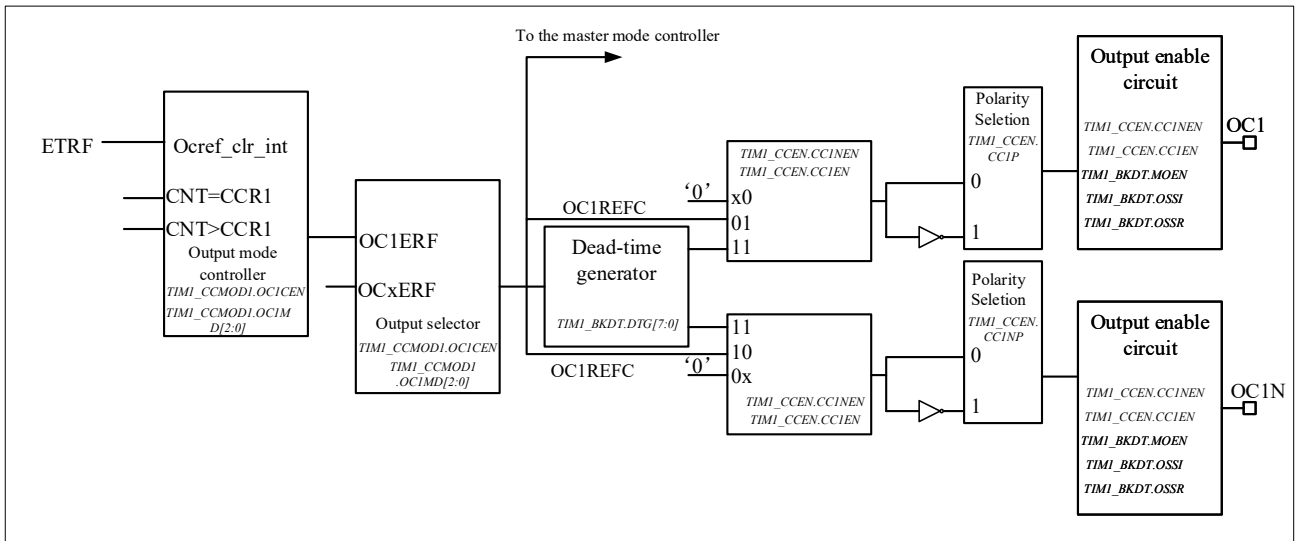 To the master mode controller
ETRF
Ocref_clr_int
CNT=CCR1
CNT>CCR1
Output mode
controller
TIM1_CCMOD1.OC1CEN
TIM1_CCMOD1.OC1M
D[2:0]
OC1ERF
OCxERF
Output selector
TIM1_CCMOD1.OC1CEN
TIM1_CCMOD1
.OC1MD[2:0]
OC1REFC
Dead-time
generator
TIM1_BKDT.DTG[7:0]
OC1REFC
TIM1_CCEN.CC1NEN
TIM1_CCEN.CC1EN
‘0’
x0
01
11
11
10
‘0’
0x
TIM1_CCEN.CC1NEN
TIM1_CCEN.CC1EN
Polarity
Seletion
TIM1_CCEN.
CC1P
0
1
Polarity
Seletion
TIM1_CCEN.
CC1NP
0
1
Output enable
circuit
TIM1_CCEN.CC1NEN
TIM1_CCEN.CC1EN
TIM1_BKDT.MOEN
TIM1_BKDT.OSSI
TIM1_BKDT.OSSR
OC1
Output enable
circuit
TIM1_CCEN.CC1NEN
TIM1_CCEN.CC1EN
TIM1_BKDT.MOEN
TIM1_BKDT.OSSI
TIM1_BKDT.OSSR
OC1N